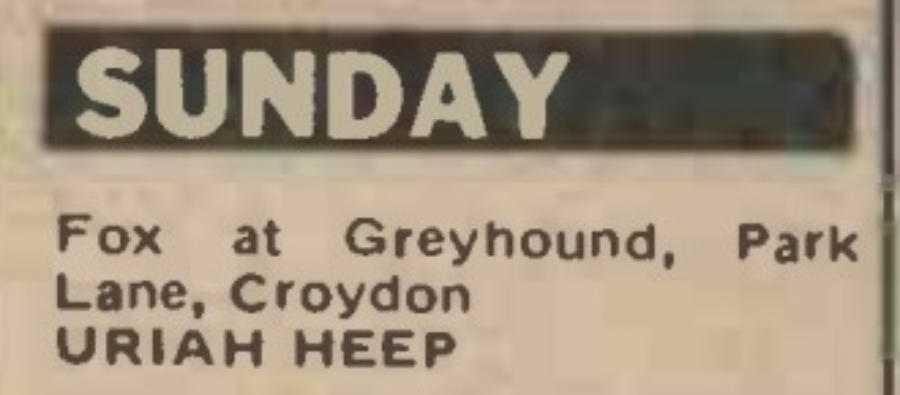 SUNDAY
Fox at Greyhound, Park
Lane, Croydon
URIAH HEEP